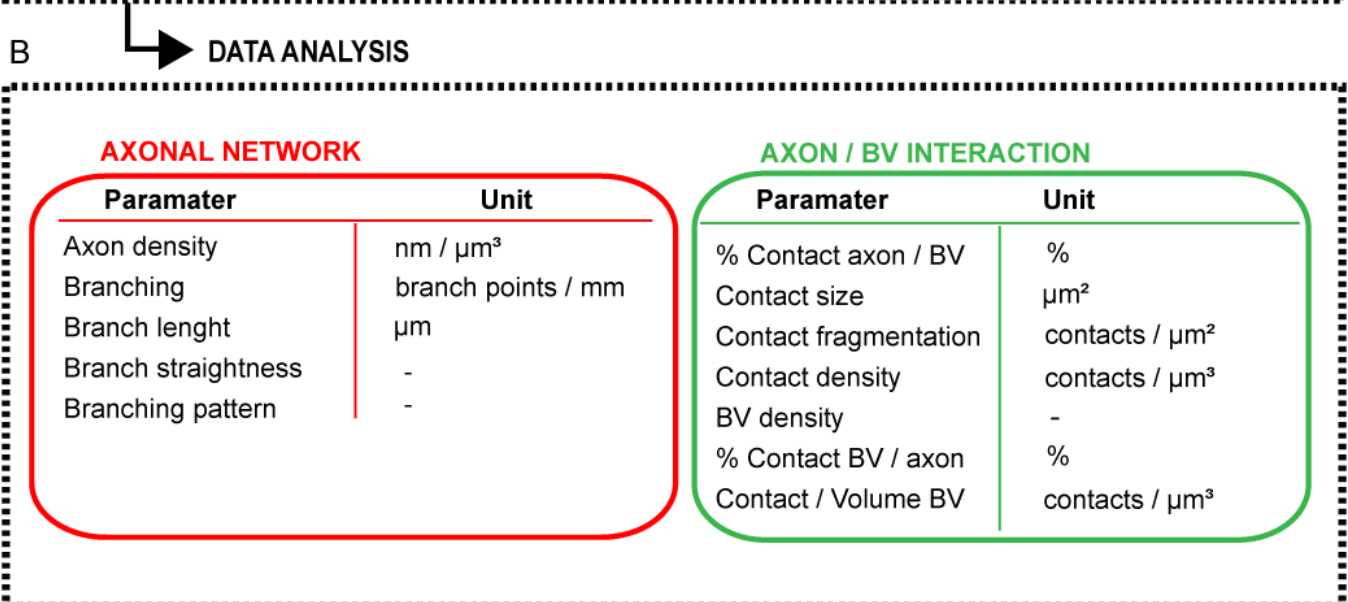 B
DATA ANALYSIS
AXONAL NETWORK
Paramater Unit
Axon density nm / µm³
Branching branch points / mm
Branch lenght µm
Branch straightness -
Branching pattern -
AXON / BV INTERACTION
Paramater Unit
% Contact axon / BV %
Contact size µm²
Contact fragmentation contacts / µm²
Contact density contacts / µm³
BV density -
% Contact BV / axon %
Contact / Volume BV contacts / µm³